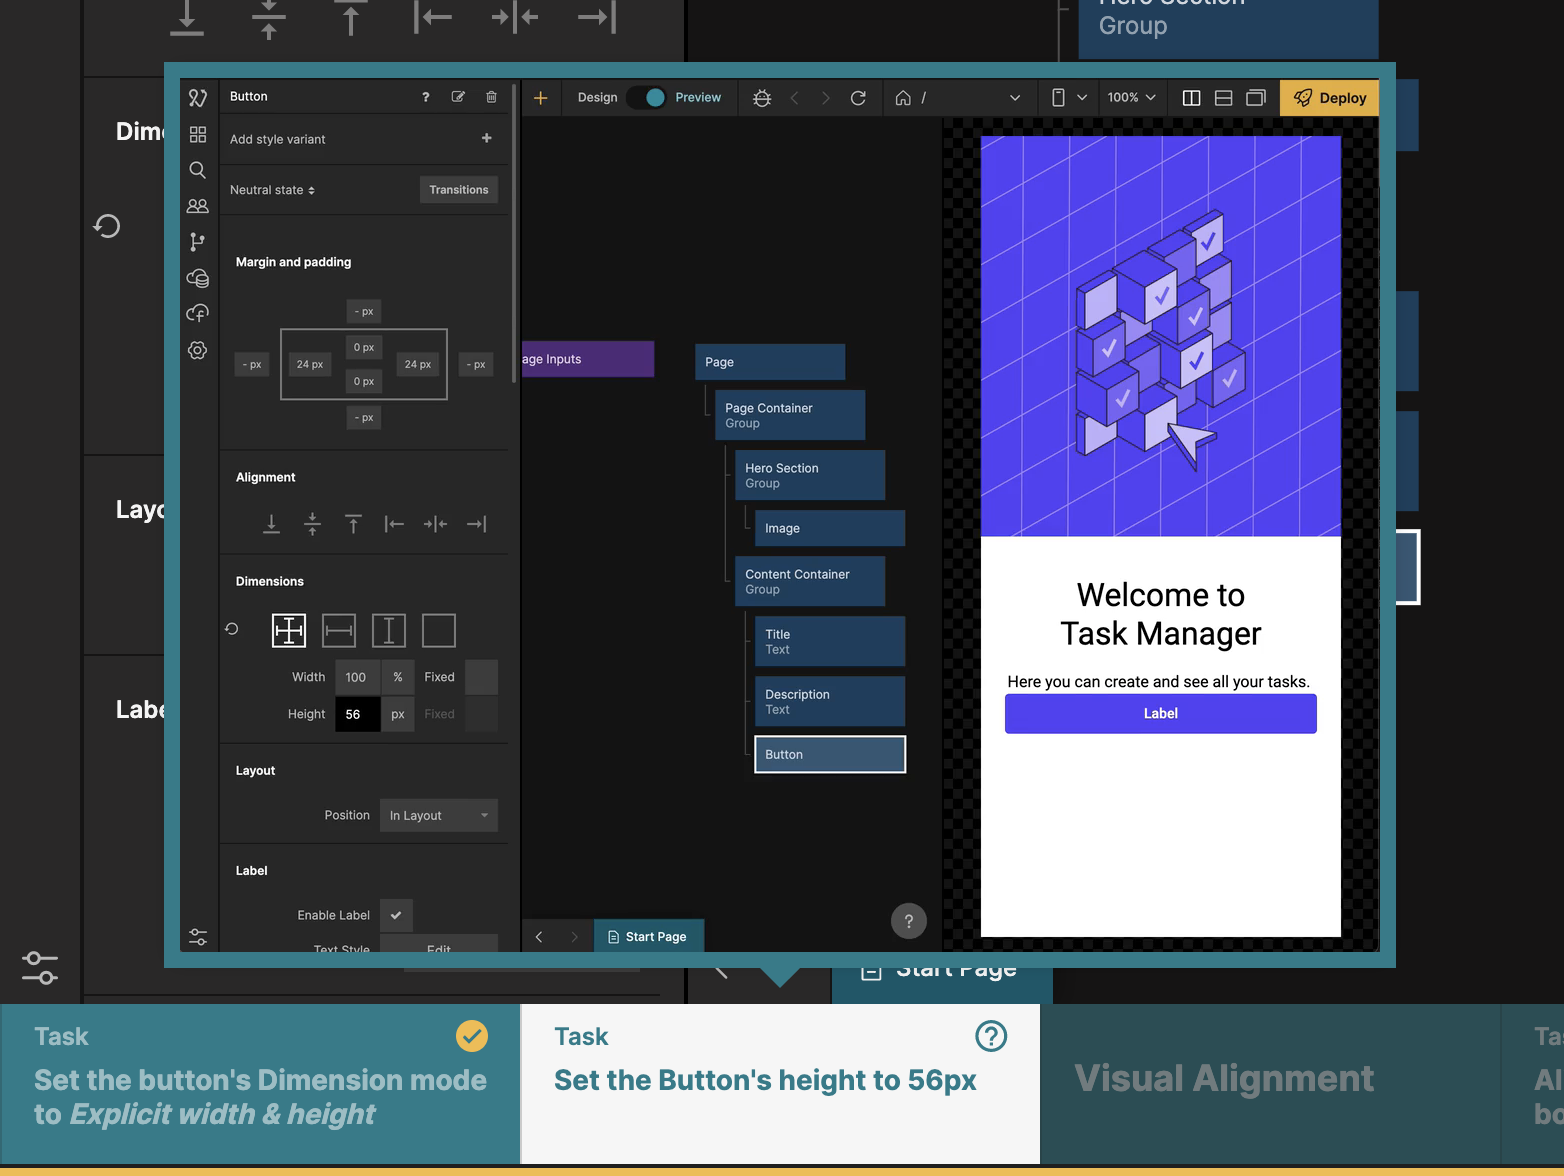 Hero Section
Group
Button
?
Design
Preview
/
100%
Deploy
Add style variant
+
Neutral state
Transitions
Margin and padding
- px
0 px
- px
24 px
24 px
- px
0 px
- px
Alignment
Dimensions
Width
100
%
Fixed
Height
56
px
Fixed
Layout
Position
In Layout
Label
Enable Label
Text Style
Edit
age Inputs
Page
Page Container
Group
Hero Section
Group
Image
Content Container
Group
Title
Text
Description
Text
Button
?
Start Page
Welcome to
Task Manager
Here you can create and see all your tasks.
Label
Dime
Layo
Labe
Start Page
Task
Set the button's Dimension mode
to Explicit width & height
Task
?
Set the Button's height to 56px
Visual Alignment
Ta
Al
bo